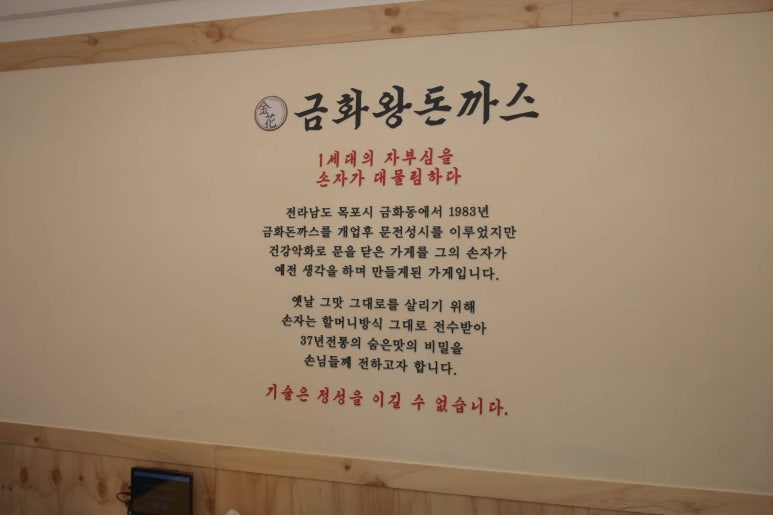 金花
금화왕돈까스
1세대의 자부심을
손자가 대물림하다
전라남도 목포시 금화동에서 1983년
금화돈까스를 개업후 문전성시를 이루었지만
건강악화로 문을 닫은 가게를 그의 손자가
예전 생각을 하며 만들게된 가게입니다.
옛날 그맛 그대로를 살리기 위해
손자는 할머니방식 그대로 전수받아
37년전통의 숨은맛의 비밀을
손님들께 전하고자 합니다.
기술은 정성을 이길 수 없습니다.